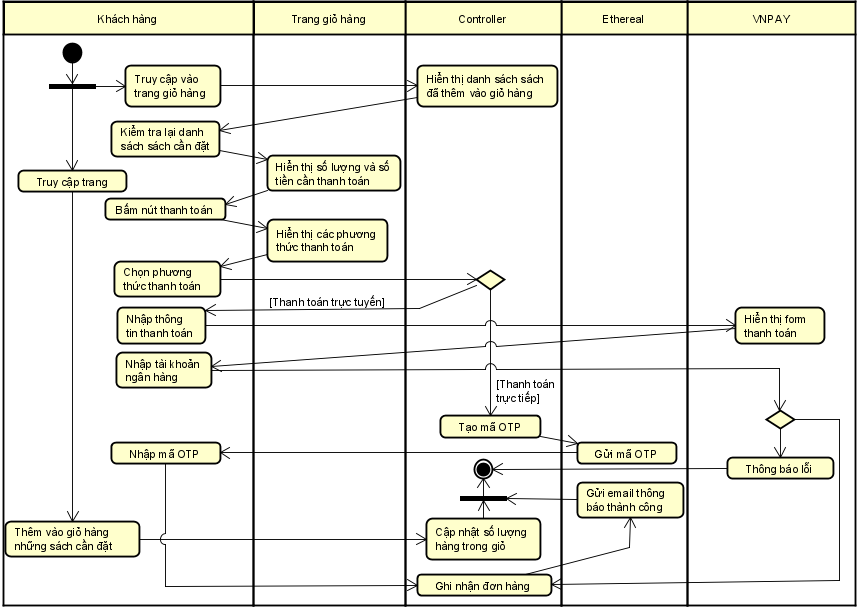 Khách hàng
Trang giỏ hàng
Controller
Ethereal
VNPAY
Truy cập vào
trang giỏ hàng
Hiển thị danh sách sách
đã thêm vào giỏ hàng
Kiểm tra lại danh
sách sách cần đặt
Hiển thị số lượng và số
tiền cần thanh toán
Truy cập trang
Bấm nút thanh toán
Hiển thị các phương
thức thanh toán
Chọn phương
thức thanh toán
[Thanh toán trực tuyến]
Nhập thông
tin thanh toán
Hiển thị form
thanh toán
Nhập tài khoản
ngân hàng
[Thanh toán
trực tiếp]
Tạo mã OTP
Nhập mã OTP
Gửi mã OTP
Thông báo lỗi
Gửi email thông
báo thành công
Thêm vào giỏ hàng
những sách cần đặt
Cập nhật số lượng
hàng trong giỏ
Ghi nhận đơn hàng